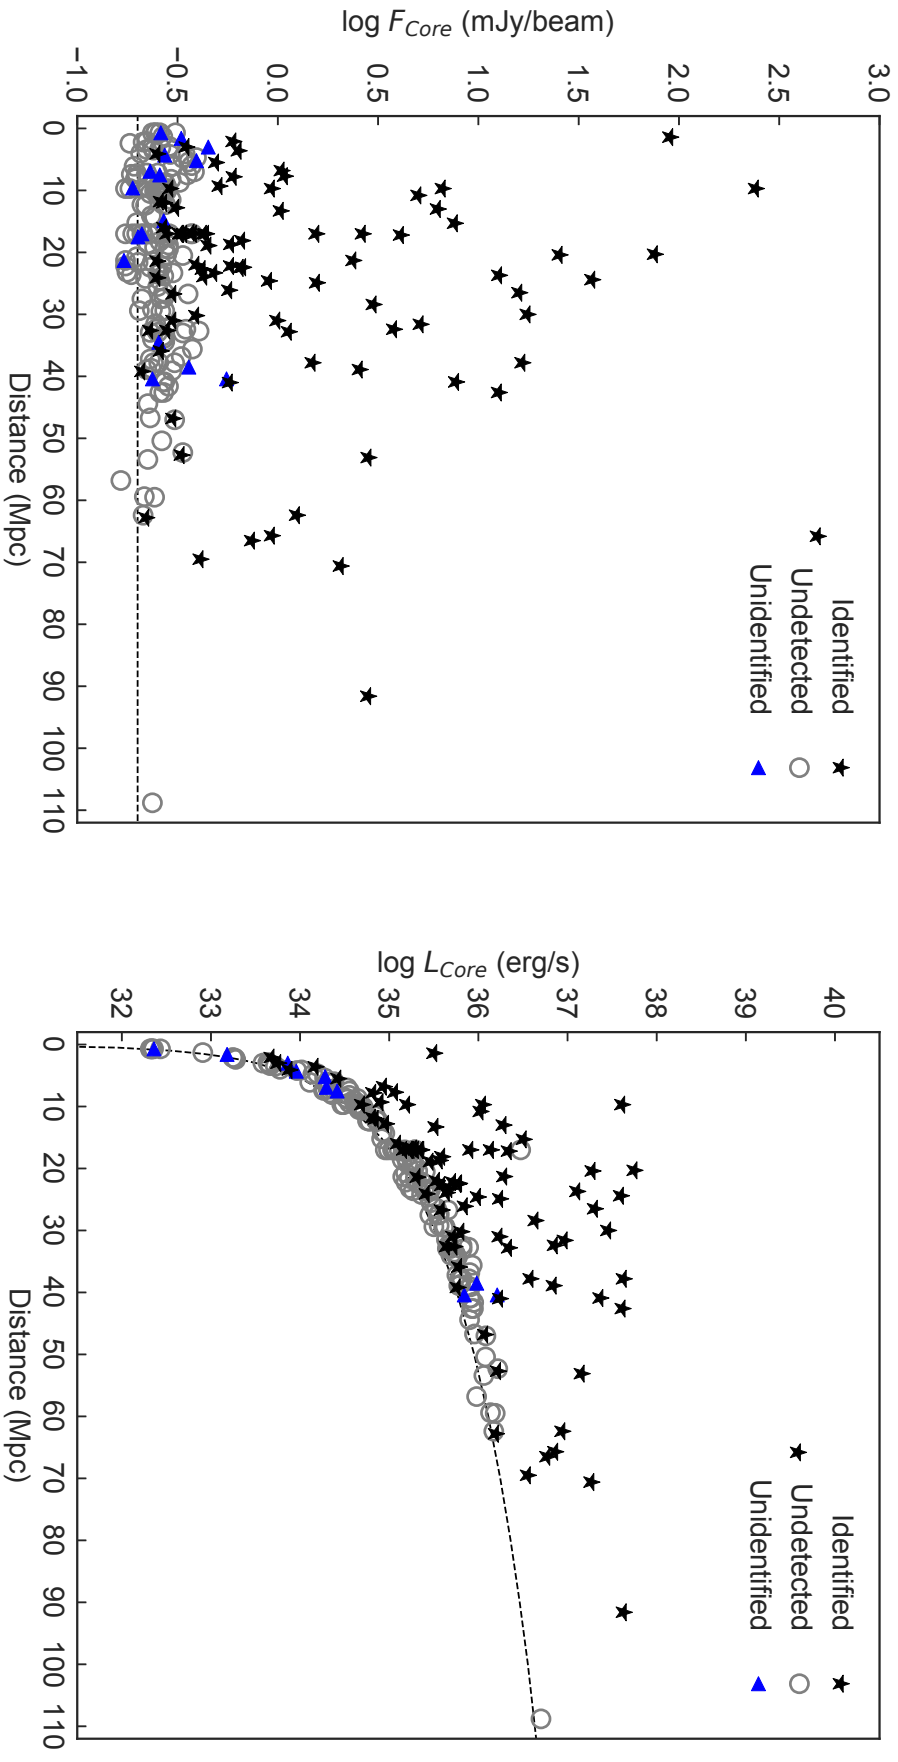 log F_Core (mJy/beam)
3.0
2.5
2.0
1.5
1.0
0.5
0.0
−0.5
−1.0
0 10 20 30 40 50 60 70 80 90 100 110
Distance (Mpc)
Identified
Undetected
Unidentified
log L_Core (erg/s)
40
39
38
37
36
35
34
33
32
0 10 20 30 40 50 60 70 80 90 100 110
Distance (Mpc)
Identified
Undetected
Unidentified